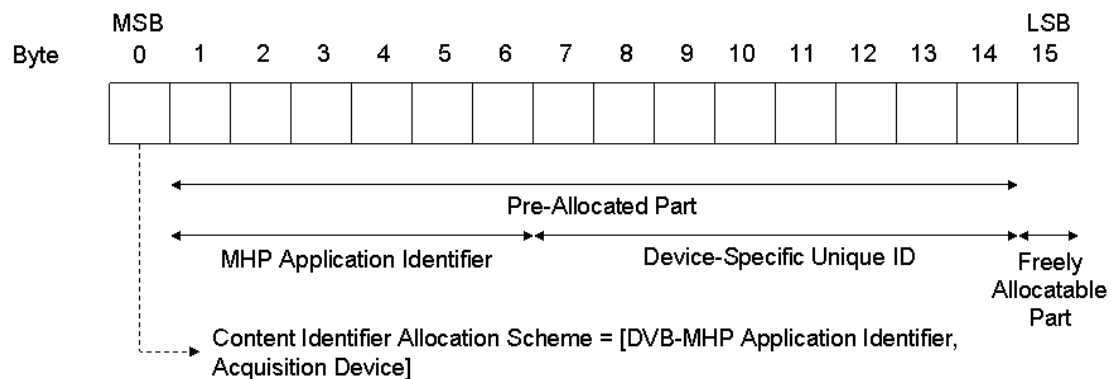 MSB LSB
Byte 0 1 2 3 4 5 6 7 8 9 10 11 12 13 14 15
Pre-Allocated Part
MHP Application Identifier Device-Specific Unique ID Freely
Allocatable
Part
Content Identifier Allocation Scheme = [DVB-MHP Application Identifier,
Acquisition Device]